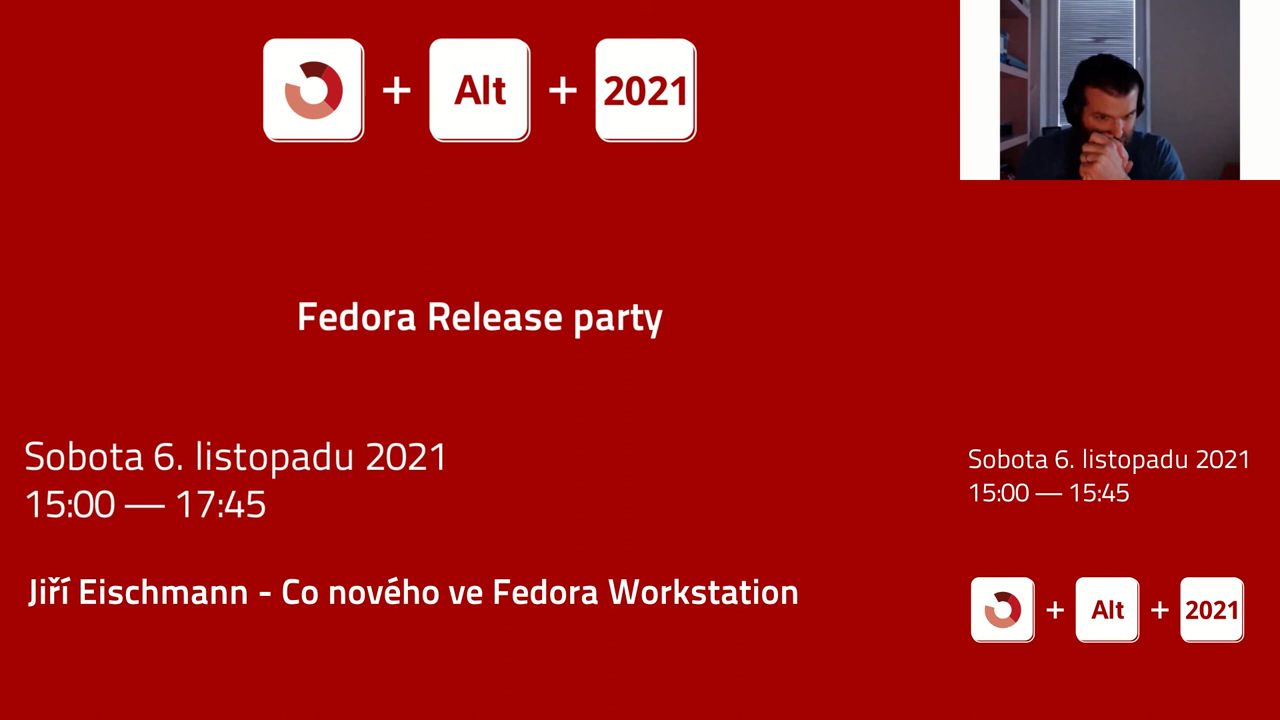 + Alt + 2021
Fedora Release party
Sobota 6. listopadu 2021
15:00 — 17:45
Jiří Eischmann - Co nového ve Fedora Workstation
Sobota 6. listopadu 2021
15:00 — 15:45
+ Alt + 2021